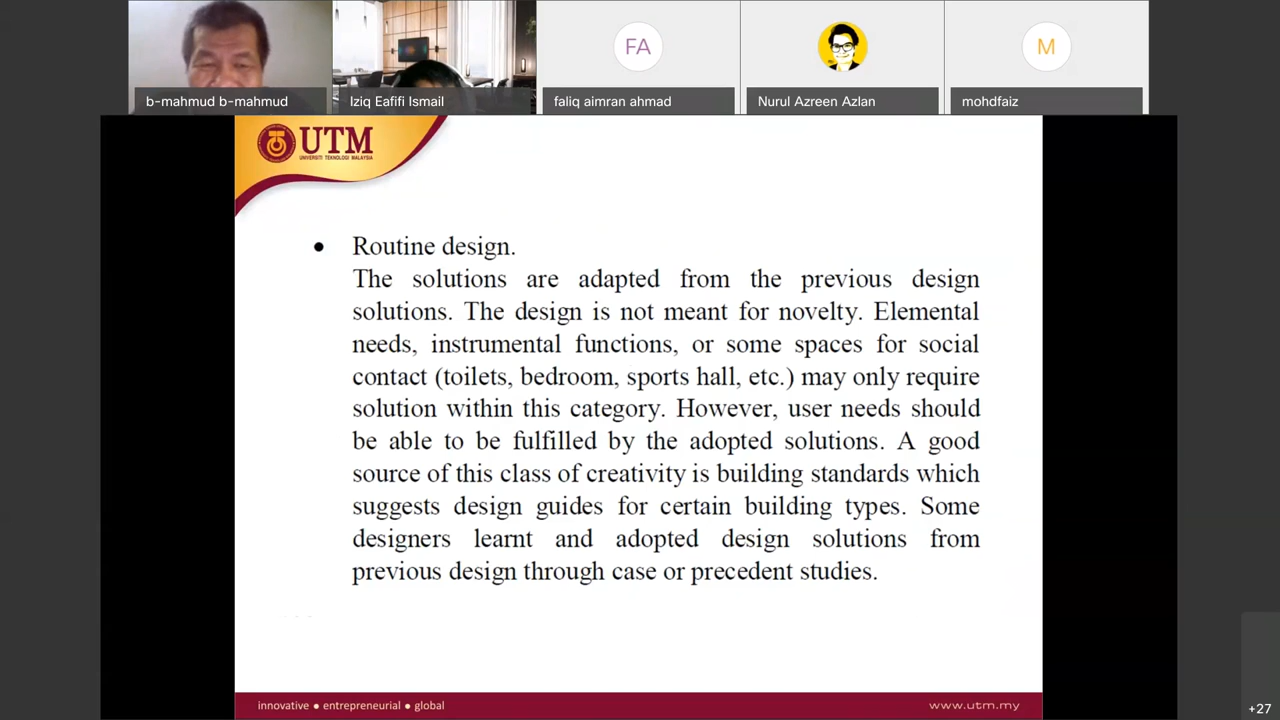 b-mahmud b-mahmud
Iziq Eafifi Ismail
FA
faliq aimran ahmad
Nurul Azreen Azlan
M
mohdfaiz
UTM
UNIVERSITI TEKNOLOGI MALAYSIA
• Routine design.
The solutions are adapted from the previous design
solutions. The design is not meant for novelty. Elemental
needs, instrumental functions, or some spaces for social
contact (toilets, bedroom, sports hall, etc.) may only require
solution within this category. However, user needs should
be able to be fulfilled by the adopted solutions. A good
source of this class of creativity is building standards which
suggests design guides for certain building types. Some
designers learnt and adopted design solutions from
previous design through case or precedent studies.
innovative ● entrepreneurial ● global
www.utm.my
+27